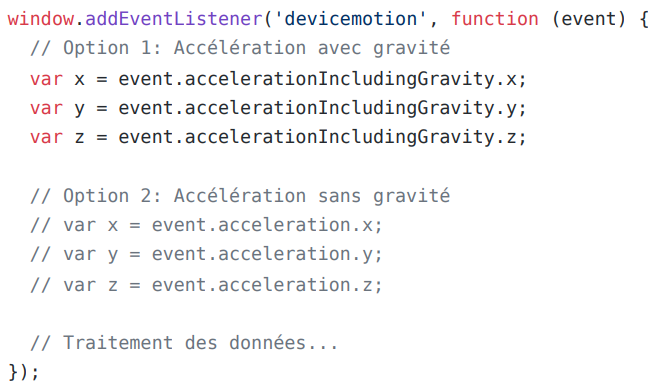 window.addEventListener('devicemotion', function (event) {
  // Option 1: Accélération avec gravité
  var x = event.accelerationIncludingGravity.x;
  var y = event.accelerationIncludingGravity.y;
  var z = event.accelerationIncludingGravity.z;

  // Option 2: Accélération sans gravité
  // var x = event.acceleration.x;
  // var y = event.acceleration.y;
  // var z = event.acceleration.z;

  // Traitement des données...
});